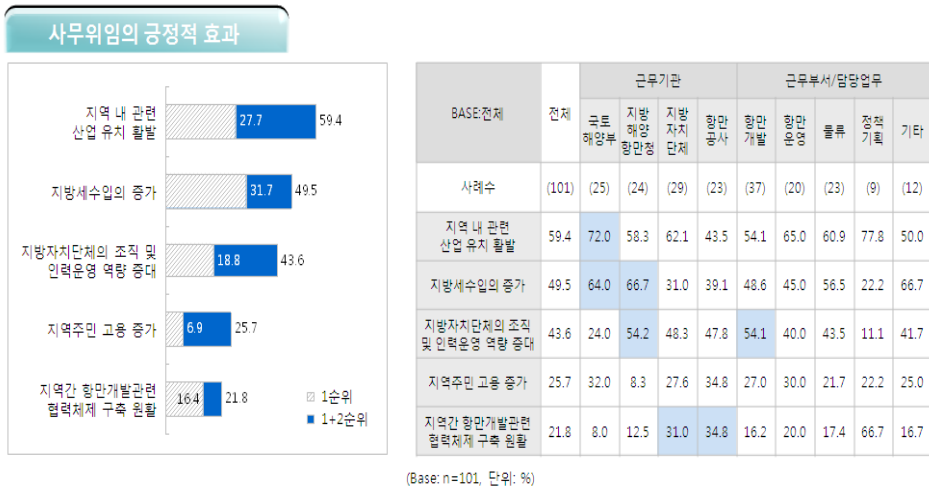 사무위임의 긍정적 효과
지역 내 관련
산업 유치 활발
27.7
59.4
지방세수입의 증가
31.7
49.5
지방자치단체의 조직 및
인력운영 역량 증대
18.8
43.6
지역주민 고용 증가
6.9
25.7
지역간 항만개발관련
협력체제 구축 원활
16.4
21.8
1순위
1+2순위
BASE:전체 전체 근무기관 근무부서/담당업무
국토
해양부
지방
해양
항만청
지방
자치
단체
항만
공사
항만
개발
항만
운영
물류
정책
기획
기타
사례수 (101) (25) (24) (29) (23) (37) (20) (23) (9) (12)
지역 내 관련
산업 유치 활발
59.4 72.0 58.3 62.1 43.5 54.1 65.0 60.9 77.8 50.0
지방세수입의 증가 49.5 64.0 66.7 31.0 39.1 48.6 45.0 56.5 22.2 66.7
지방자치단체의 조직
및 인력운영 역량 증대
43.6 24.0 54.2 48.3 47.8 54.1 40.0 43.5 11.1 41.7
지역주민 고용 증가 25.7 32.0 8.3 27.6 34.8 27.0 30.0 21.7 22.2 25.0
지역간 항만개발관련
협력체제 구축 원활
21.8 8.0 12.5 31.0 34.8 16.2 20.0 17.4 66.7 16.7
(Base: n=101, 단위: %)